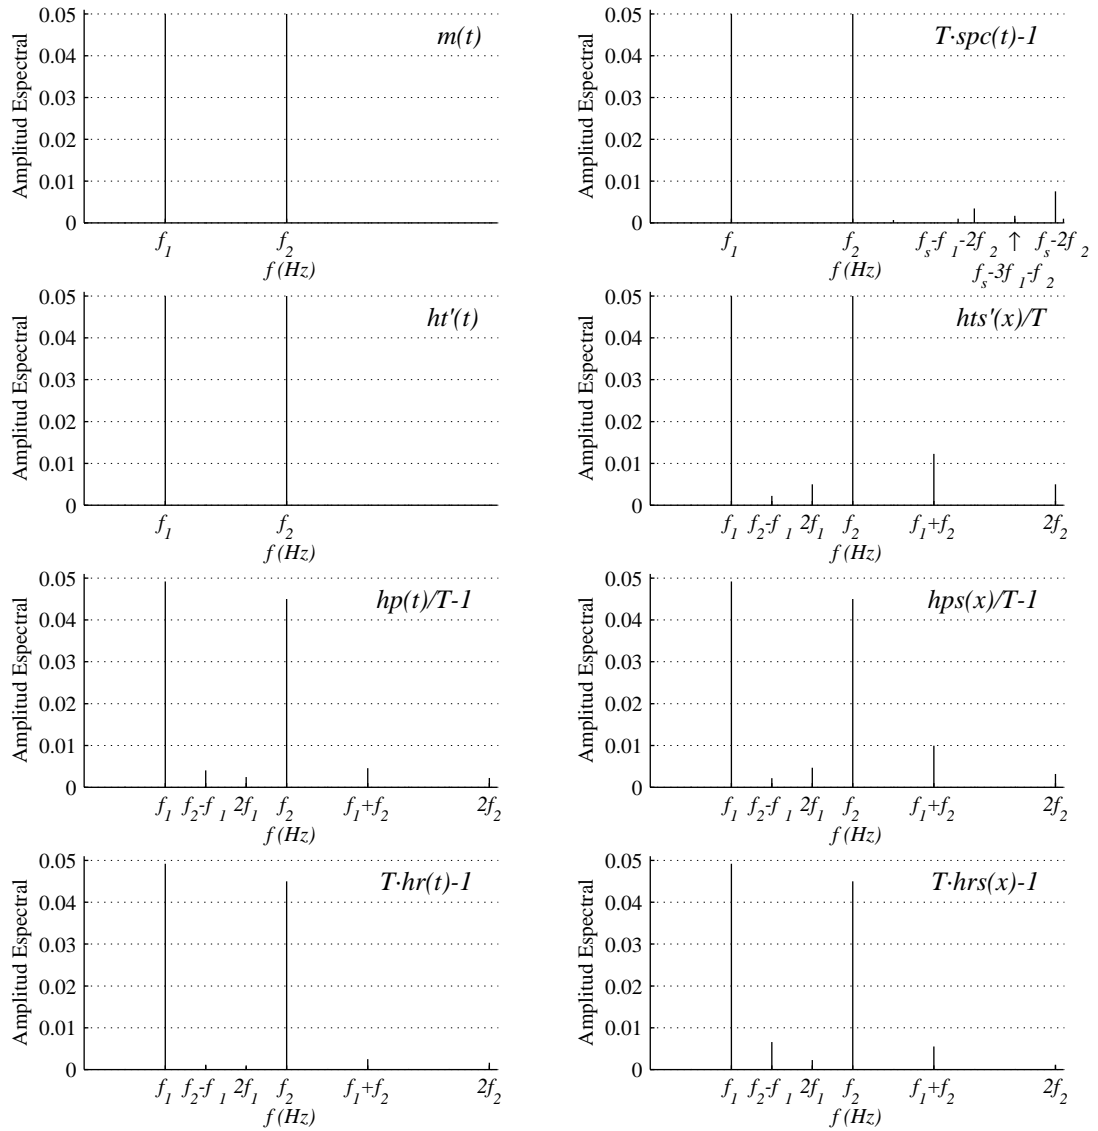 m(t)
Amplitud Espectral
0.05
0.04
0.03
0.02
0.01
0
f1 f2
f (Hz)
T·spc(t)-1
Amplitud Espectral
0.05
0.04
0.03
0.02
0.01
0
f1 f2 fs-f1-2f2 ↑ fs-2f2
f (Hz)
fs-3f1-f2
ht'(t)
Amplitud Espectral
0.05
0.04
0.03
0.02
0.01
0
f1 f2
f (Hz)
hts'(x)/T
Amplitud Espectral
0.05
0.04
0.03
0.02
0.01
0
f1 f2-f1 2f1 f2 f1+f2 2f2
f (Hz)
hp(t)/T-1
Amplitud Espectral
0.05
0.04
0.03
0.02
0.01
0
f1 f2-f1 2f1 f2 f1+f2 2f2
f (Hz)
hps(x)/T-1
Amplitud Espectral
0.05
0.04
0.03
0.02
0.01
0
f1 f2-f1 2f1 f2 f1+f2 2f2
f (Hz)
T·hr(t)-1
Amplitud Espectral
0.05
0.04
0.03
0.02
0.01
0
f1 f2-f1 2f1 f2 f1+f2 2f2
f (Hz)
T·hrs(x)-1
Amplitud Espectral
0.05
0.04
0.03
0.02
0.01
0
f1 f2-f1 2f1 f2 f1+f2 2f2
f (Hz)